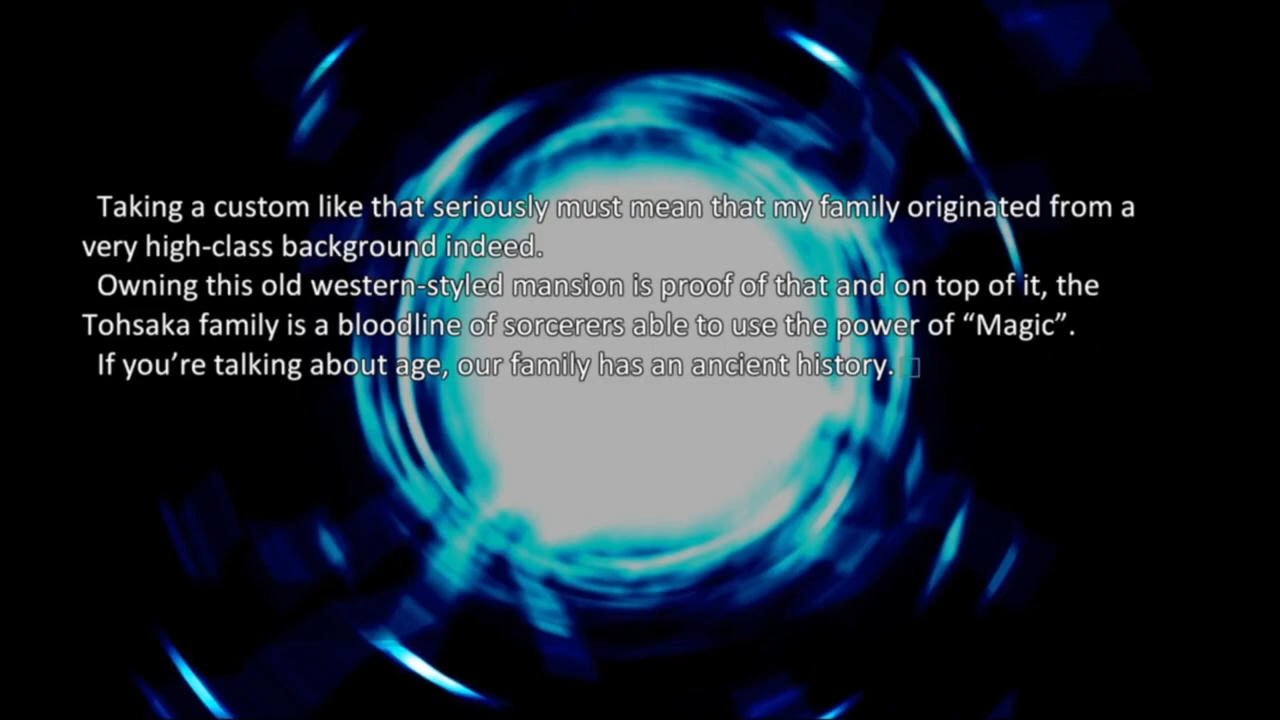 Taking a custom like that seriously must mean that my family originated from a
very high-class background indeed.
Owning this old western-styled mansion is proof of that and on top of it, the
Tohsaka family is a bloodline of sorcerers able to use the power of “Magic”.
If you’re talking about age, our family has an ancient history.